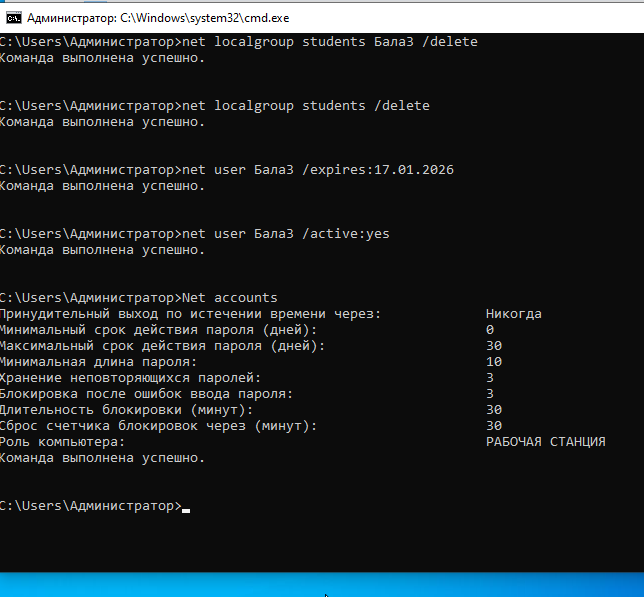 Администратор: C:\Windows\system32\cmd.exe
C:\Users\Администратор>net localgroup students Бала3 /delete
Команда выполнена успешно.
C:\Users\Администратор>net localgroup students /delete
Команда выполнена успешно.
C:\Users\Администратор>net user Бала3 /expires:17.01.2026
Команда выполнена успешно.
C:\Users\Администратор>net user Бала3 /active:yes
Команда выполнена успешно.
C:\Users\Администратор>Net accounts
Принудительный выход по истечении времени через: Никогда
Минимальный срок действия пароля (дней): 0
Максимальный срок действия пароля (дней): 30
Минимальная длина пароля: 10
Хранение неповторяющихся паролей: 3
Блокировка после ошибок ввода пароля: 3
Длительность блокировки (минут): 30
Сброс счетчика блокировок через (минут): 30
Роль компьютера: РАБОЧАЯ СТАНЦИЯ
Команда выполнена успешно.
C:\Users\Администратор>